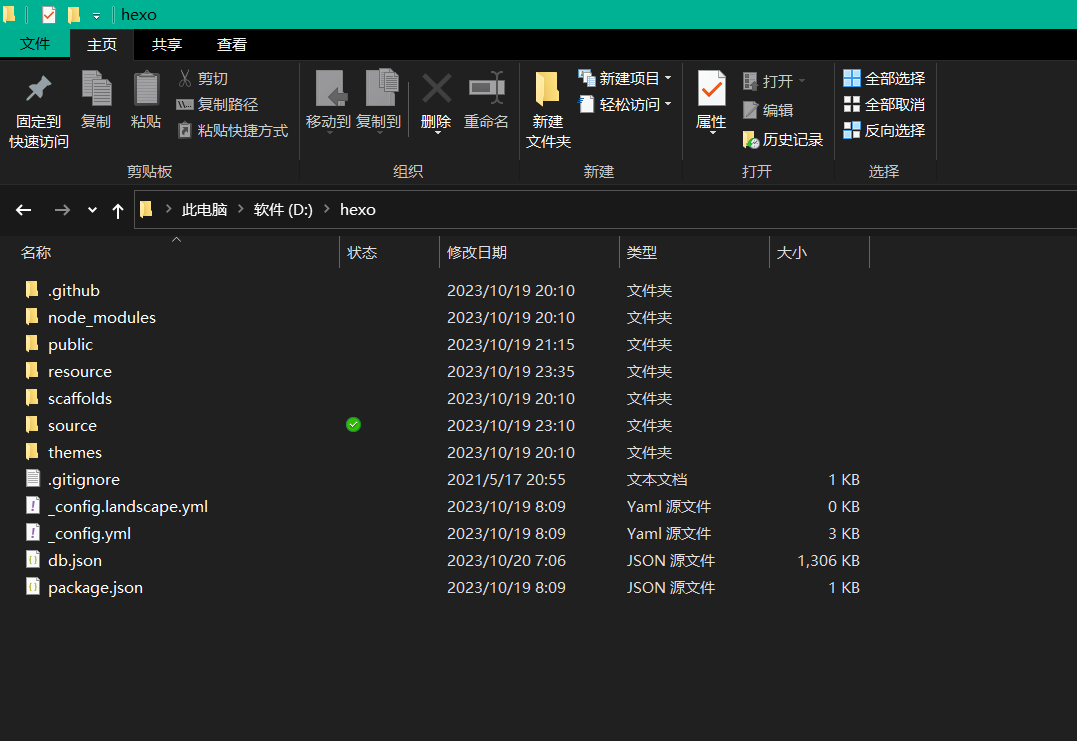 hexo
文件 主页 共享 查看
固定到快速访问 复制 粘贴 剪切 复制路径 粘贴快捷方式 移动到 复制到 删除 重命名 新建文件夹 新建项目 轻松访问 属性 打开 编辑 历史记录 全部选择 全部取消 反向选择
剪贴板 组织 新建 打开 选择
此电脑 软件 (D:) hexo
名称 状态 修改日期 类型 大小
.github 2023/10/19 20:10 文件夹
node_modules 2023/10/19 20:10 文件夹
public 2023/10/19 21:15 文件夹
resource 2023/10/19 23:35 文件夹
scaffolds 2023/10/19 20:10 文件夹
source 2023/10/19 23:10 文件夹
themes 2023/10/19 20:10 文件夹
.gitignore 2021/5/17 20:55 文本文档 1 KB
_config.landscape.yml 2023/10/19 8:09 Yaml 源文件 0 KB
_config.yml 2023/10/19 8:09 Yaml 源文件 3 KB
db.json 2023/10/20 7:06 JSON 源文件 1,306 KB
package.json 2023/10/19 8:09 JSON 源文件 1 KB